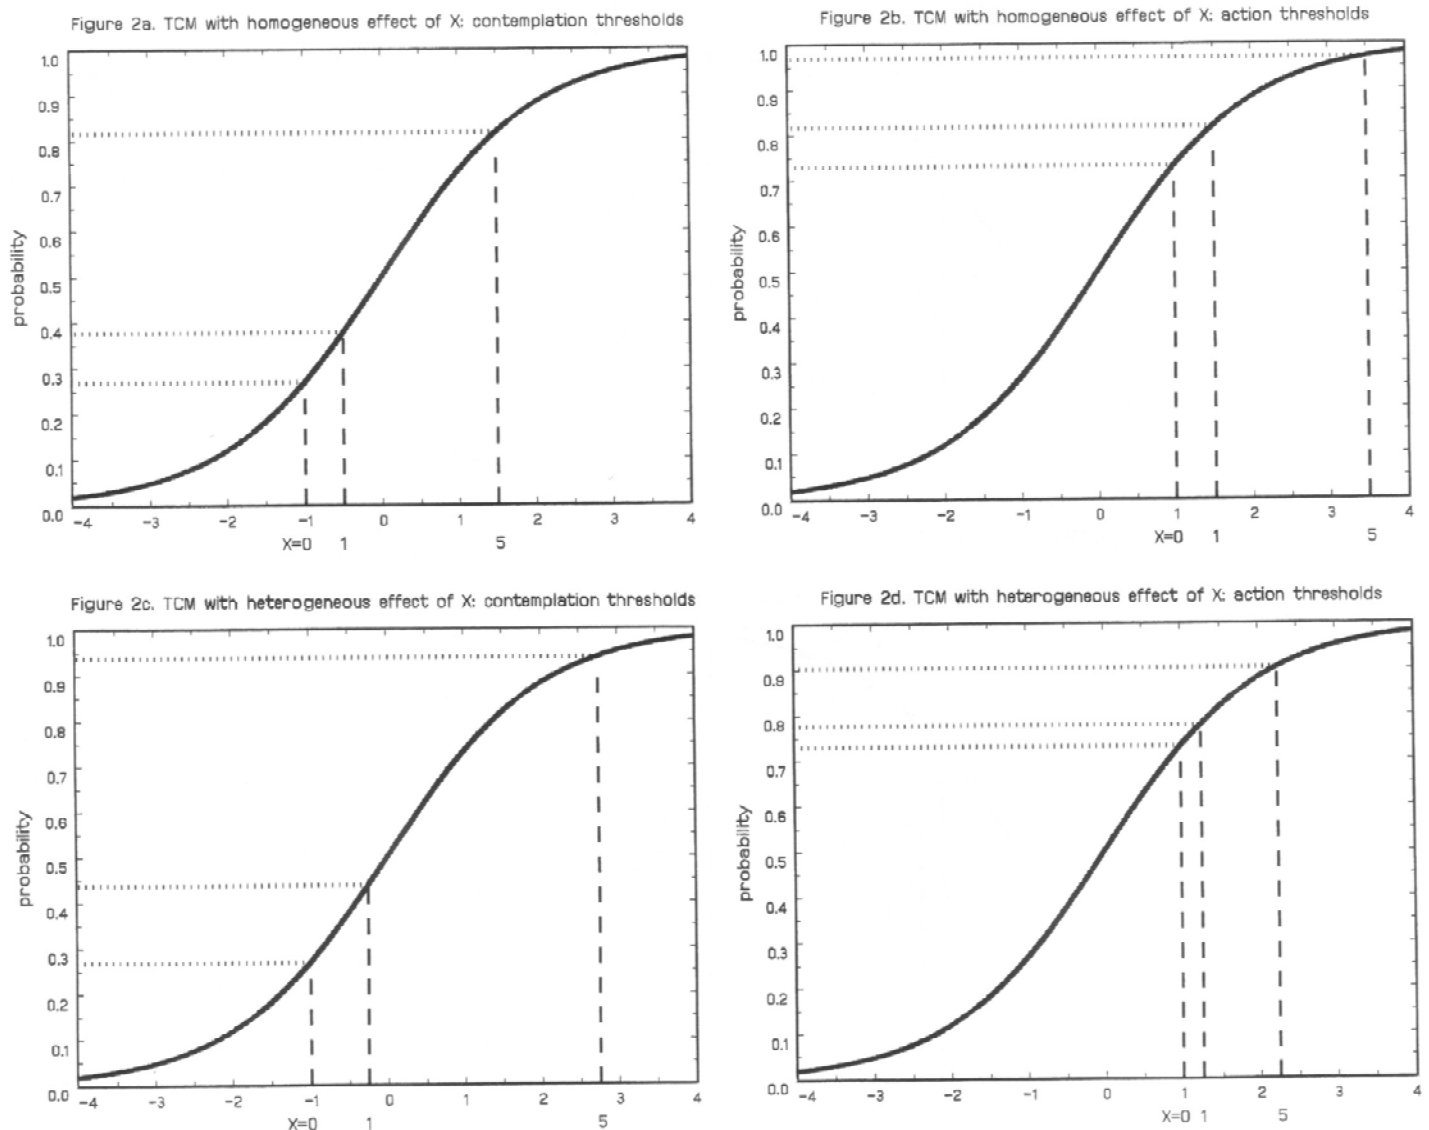 Figure 2a. TCM with homogeneous effect of X: contemplation thresholds
1.0
0.9
0.8
0.7
0.6
0.5
0.4
0.3
0.2
0.1
0.0
probability
-4 -3 -2 -1 0 1 2 3 4
X=0 1 5
Figure 2b. TCM with homogeneous effect of X: action thresholds
1.0
0.9
0.8
0.7
0.6
0.5
0.4
0.3
0.2
0.1
0.0
probability
-4 -3 -2 -1 0 1 2 3 4
X=0 1 5
Figure 2c. TCM with heterogeneous effect of X: contemplation thresholds
1.0
0.9
0.8
0.7
0.6
0.5
0.4
0.3
0.2
0.1
0.0
probability
-4 -3 -2 -1 0 1 2 3 4
X=0 1 5
Figure 2d. TCM with heterogeneous effect of X: action thresholds
1.0
0.9
0.8
0.7
0.6
0.5
0.4
0.3
0.2
0.1
0.0
probability
-4 -3 -2 -1 0 1 2 3 4
X=0 1 5